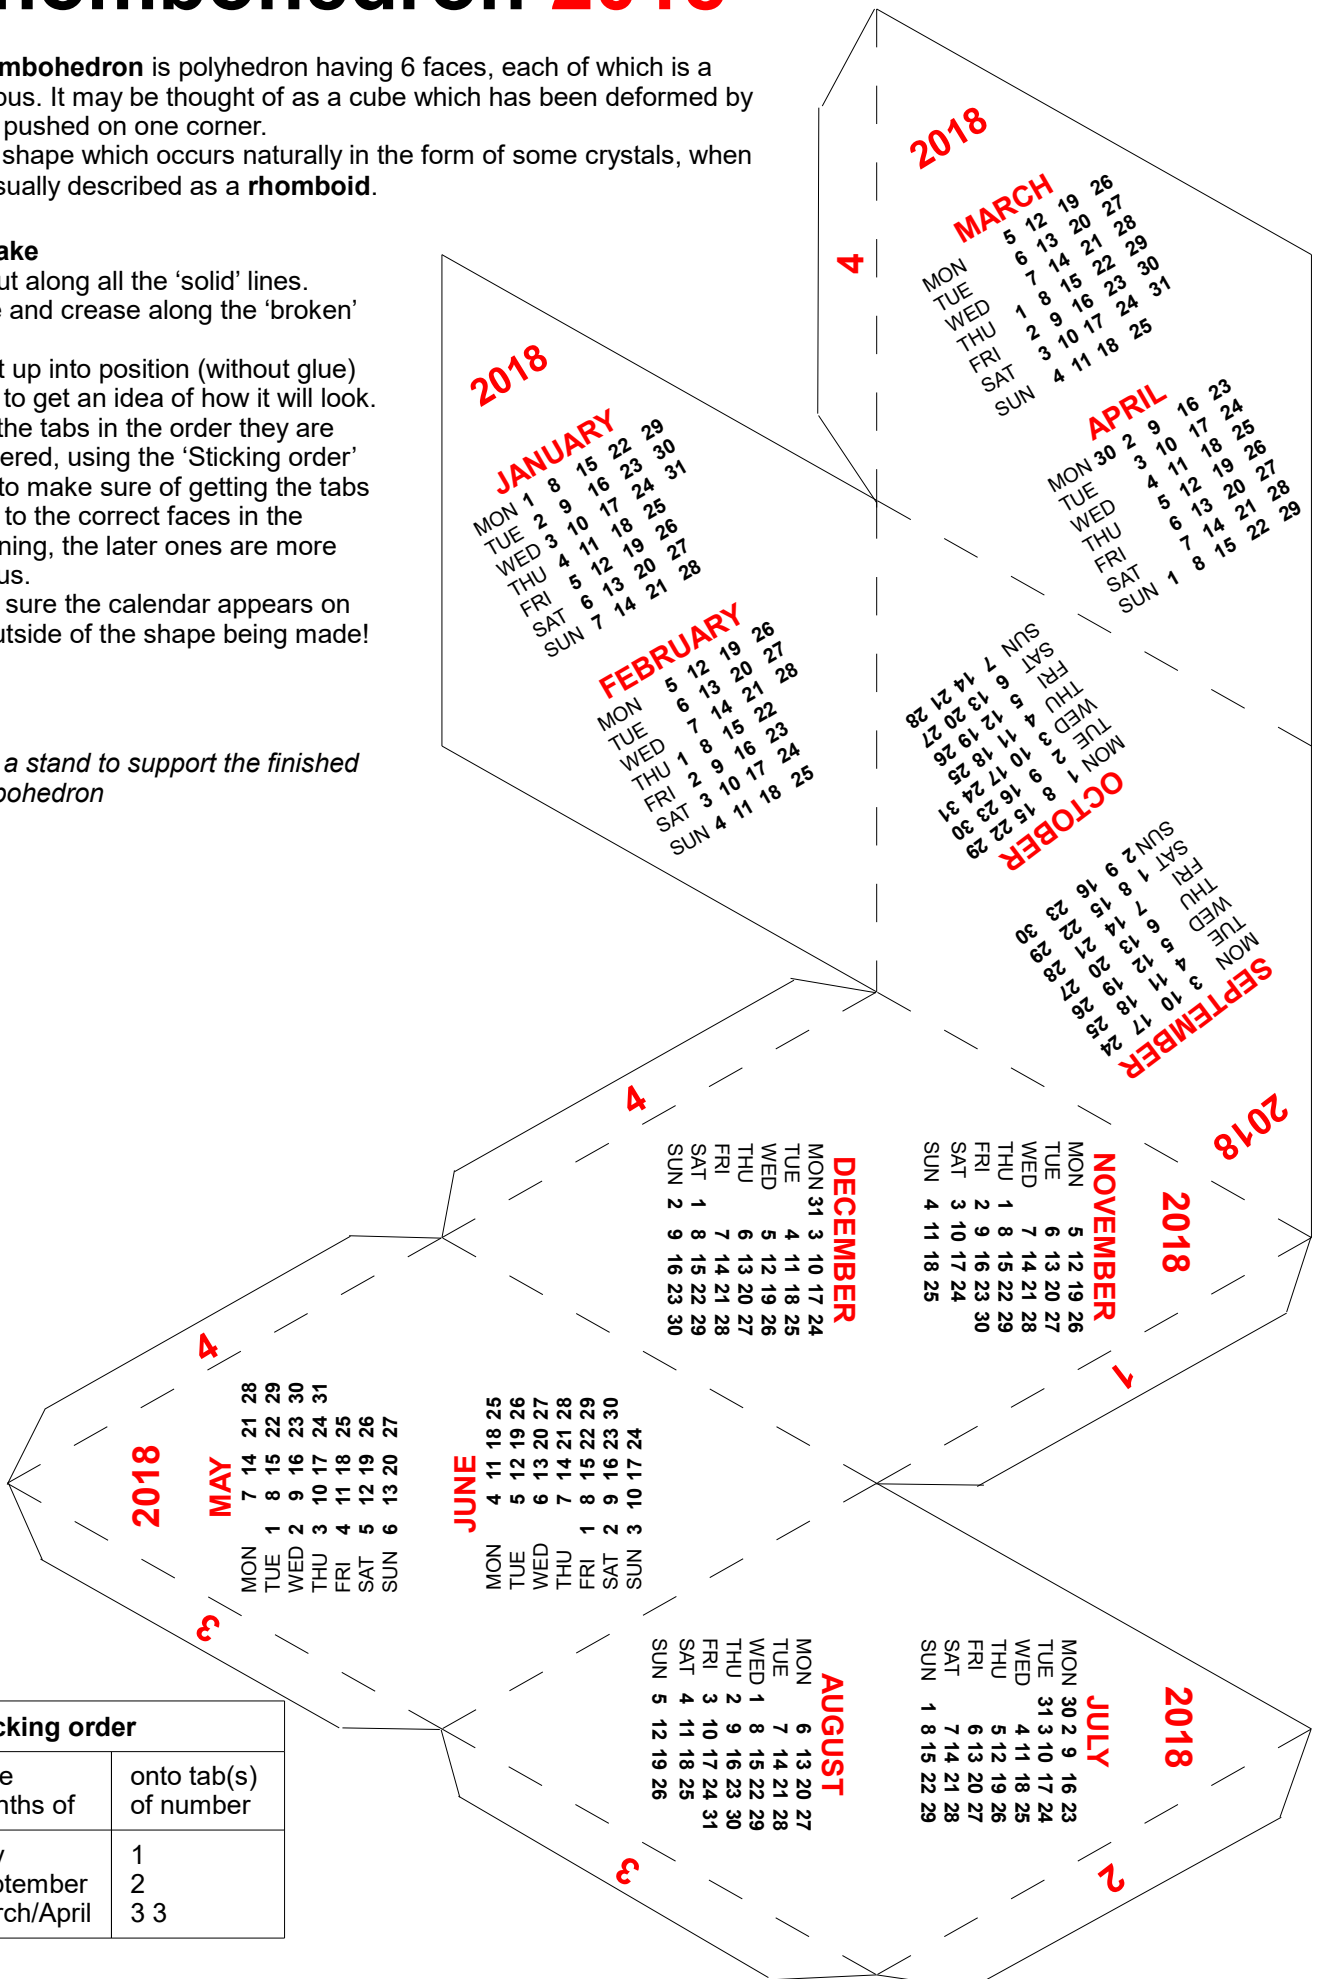 2018
mbohedron is polyhedron having 6 faces, each of which is a
bus. It may be thought of as a cube which has been deformed by
pushed on one corner.
shape which occurs naturally in the form of some crystals, when
sually described as a rhomboid.
ake
ut along all the ‘solid’ lines.
e and crease along the ‘broken’
t up into position (without glue)
to get an idea of how it will look.
the tabs in the order they are
ered, using the ‘Sticking order’
to make sure of getting the tabs
to the correct faces in the
ning, the later ones are more
us.
sure the calendar appears on
utside of the shape being made!
a stand to support the finished
bohedron
2018
JANUARY
MON 1 8 15 22 29
TUE 2 9 16 23 30
WED 3 10 17 24 31
THU 4 11 18 25
FRI 5 12 19 26
SAT 6 13 20 27
SUN 7 14 21 28
FEBRUARY
MON 5 12 19 26
TUE 6 13 20 27
WED 7 14 21 28
THU 1 8 15 22
FRI 2 9 16 23
SAT 3 10 17 24
SUN 4 11 18 25
4
2018
MARCH
MON 5 12 19 26
TUE 6 13 20 27
WED 7 14 21 28
THU 1 8 15 22 29
FRI 2 9 16 23 30
SAT 3 10 17 24 31
SUN 4 11 18 25
APRIL
MON 30 2 9 16 23
TUE 3 10 17 24
WED 4 11 18 25
THU 5 12 19 26
FRI 6 13 20 27
SAT 7 14 21 28
SUN 1 8 15 22 29
2018
SEPTEMBER
MON 3 10 17 24
TUE 4 11 18 25
WED 5 12 19 26
THU 6 13 20 27
FRI 7 14 21 28
SAT 1 8 15 22 29
SUN 2 9 16 23 30
OCTOBER
MON 1 8 15 22 29
TUE 2 9 16 23 30
WED 3 10 17 24 31
THU 4 11 18 25
FRI 5 12 19 26
SAT 6 13 20 27
SUN 7 14 21 28
4
2018
NOVEMBER
MON 5 12 19 26
TUE 6 13 20 27
WED 7 14 21 28
THU 1 8 15 22 29
FRI 2 9 16 23 30
SAT 3 10 17 24
SUN 4 11 18 25
DECEMBER
MON 31 3 10 17 24
TUE 4 11 18 25
WED 5 12 19 26
THU 6 13 20 27
FRI 7 14 21 28
SAT 1 8 15 22 29
SUN 2 9 16 23 30
1
4
2018
MAY
MON 7 14 21 28
TUE 1 8 15 22 29
WED 2 9 16 23 30
THU 3 10 17 24 31
FRI 4 11 18 25
SAT 5 12 19 26
SUN 6 13 20 27
JUNE
MON 4 11 18 25
TUE 5 12 19 26
WED 6 13 20 27
THU 7 14 21 28
FRI 1 8 15 22 29
SAT 2 9 16 23 30
SUN 3 10 17 24
3
2018
JULY
MON 30 2 9 16 23
TUE 31 3 10 17 24
WED 4 11 18 25
THU 5 12 19 26
FRI 6 13 20 27
SAT 7 14 21 28
SUN 1 8 15 22 29
AUGUST
MON 6 13 20 27
TUE 7 14 21 28
WED 1 8 15 22 29
THU 2 9 16 23 30
FRI 3 10 17 24 31
SAT 4 11 18 25
SUN 5 12 19 26
3
2
cking order
e onto tab(s)
nths of of number
y 1
ptember 2
rch/April 3 3